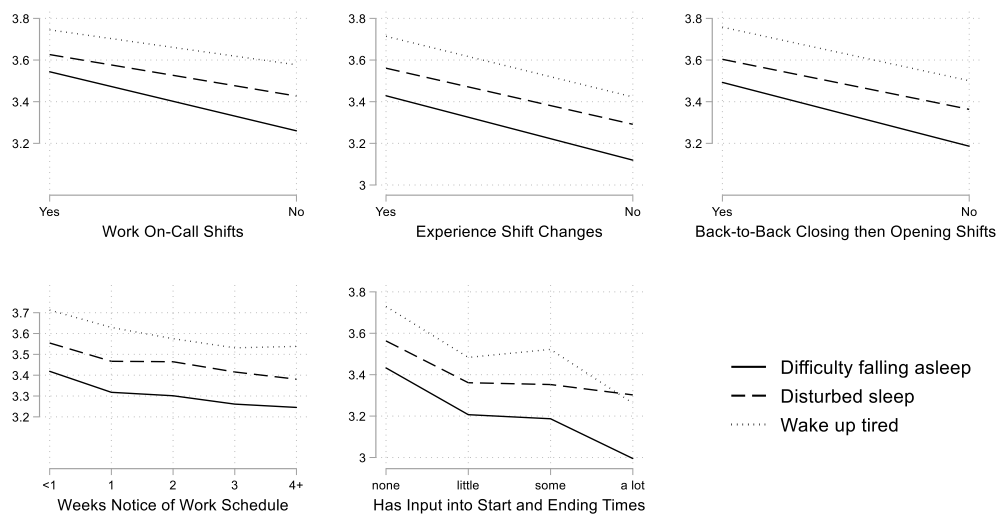 3.8
3.6
3.4
3.2
Yes
No
Work On-Call Shifts
3.8
3.6
3.4
3.2
3
Yes
No
Experience Shift Changes
3.8
3.6
3.4
3.2
Yes
No
Back-to-Back Closing then Opening Shifts
3.7
3.6
3.5
3.4
3.3
3.2
<1 1 2 3 4+
Weeks Notice of Work Schedule
3.8
3.6
3.4
3.2
3
none little some a lot
Has Input into Start and Ending Times
Difficulty falling asleep
Disturbed sleep
Wake up tired